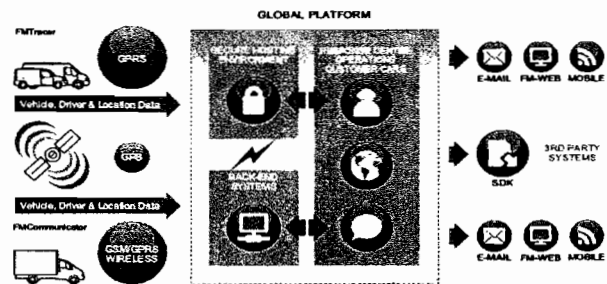 GLOBAL PLATFORM
FMTracer
GPRS
Vehicle, Driver & Location Data
GPS
Vehicle, Driver & Location Data
FMCommunicator
GSM/GPRS
WIRELESS
SECURE HOSTING
ENVIRONMENT
BACK-END
SYSTEMS
OPERATIONS
CUSTOMER CARE
E-MAIL FM-WEB MOBILE
SDK
3RD PARTY
SYSTEMS
E-MAIL FM-WEB MOBILE